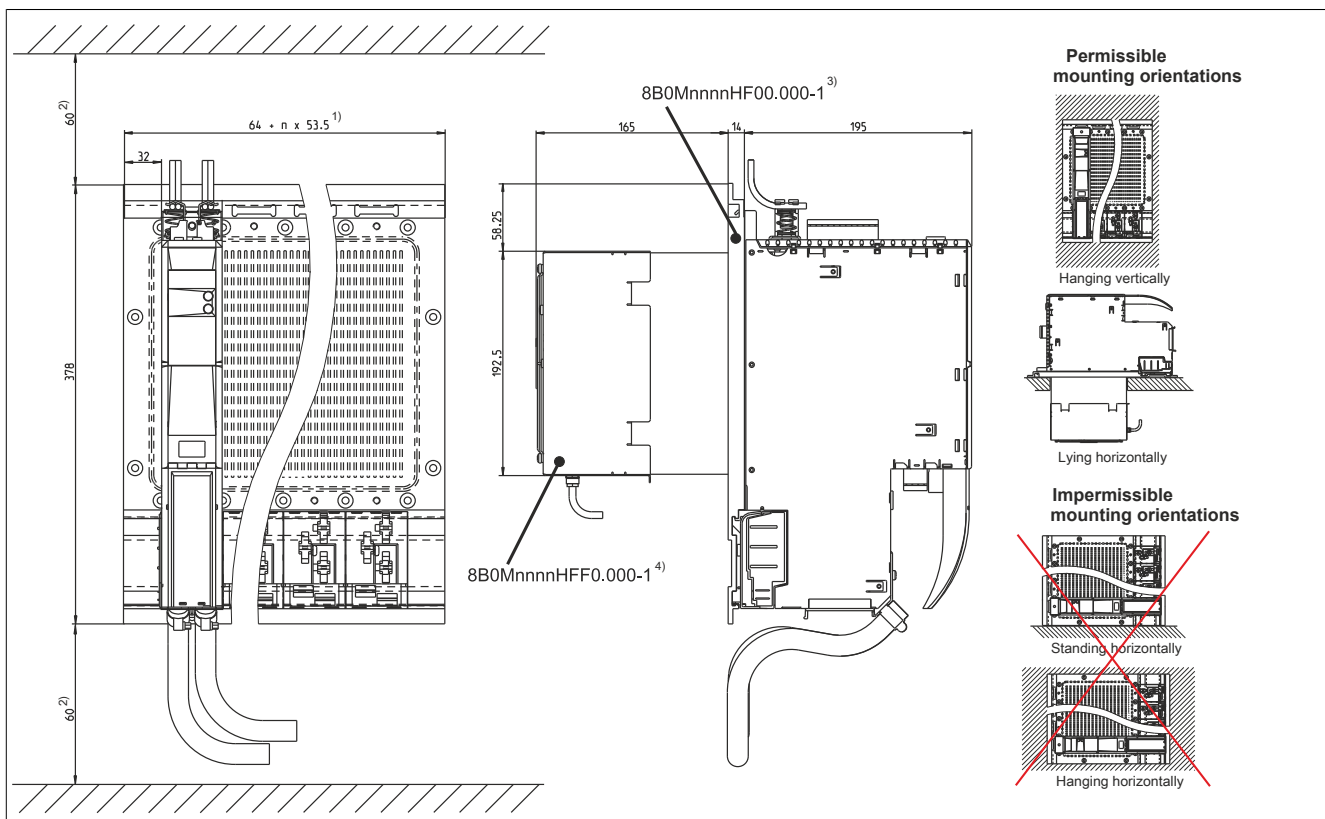 60 2)
64 + n x 53.5 1)
32
378
60 2)
8B0MnnnnHF00.000-1 3)
165
14
195
58.25
192.5
8B0MnnnnHFF0.000-1 4)
Permissible
mounting orientations
Hanging vertically
Lying horizontally
Impermissible
mounting orientations
Standing horizontally
Hanging horizontally